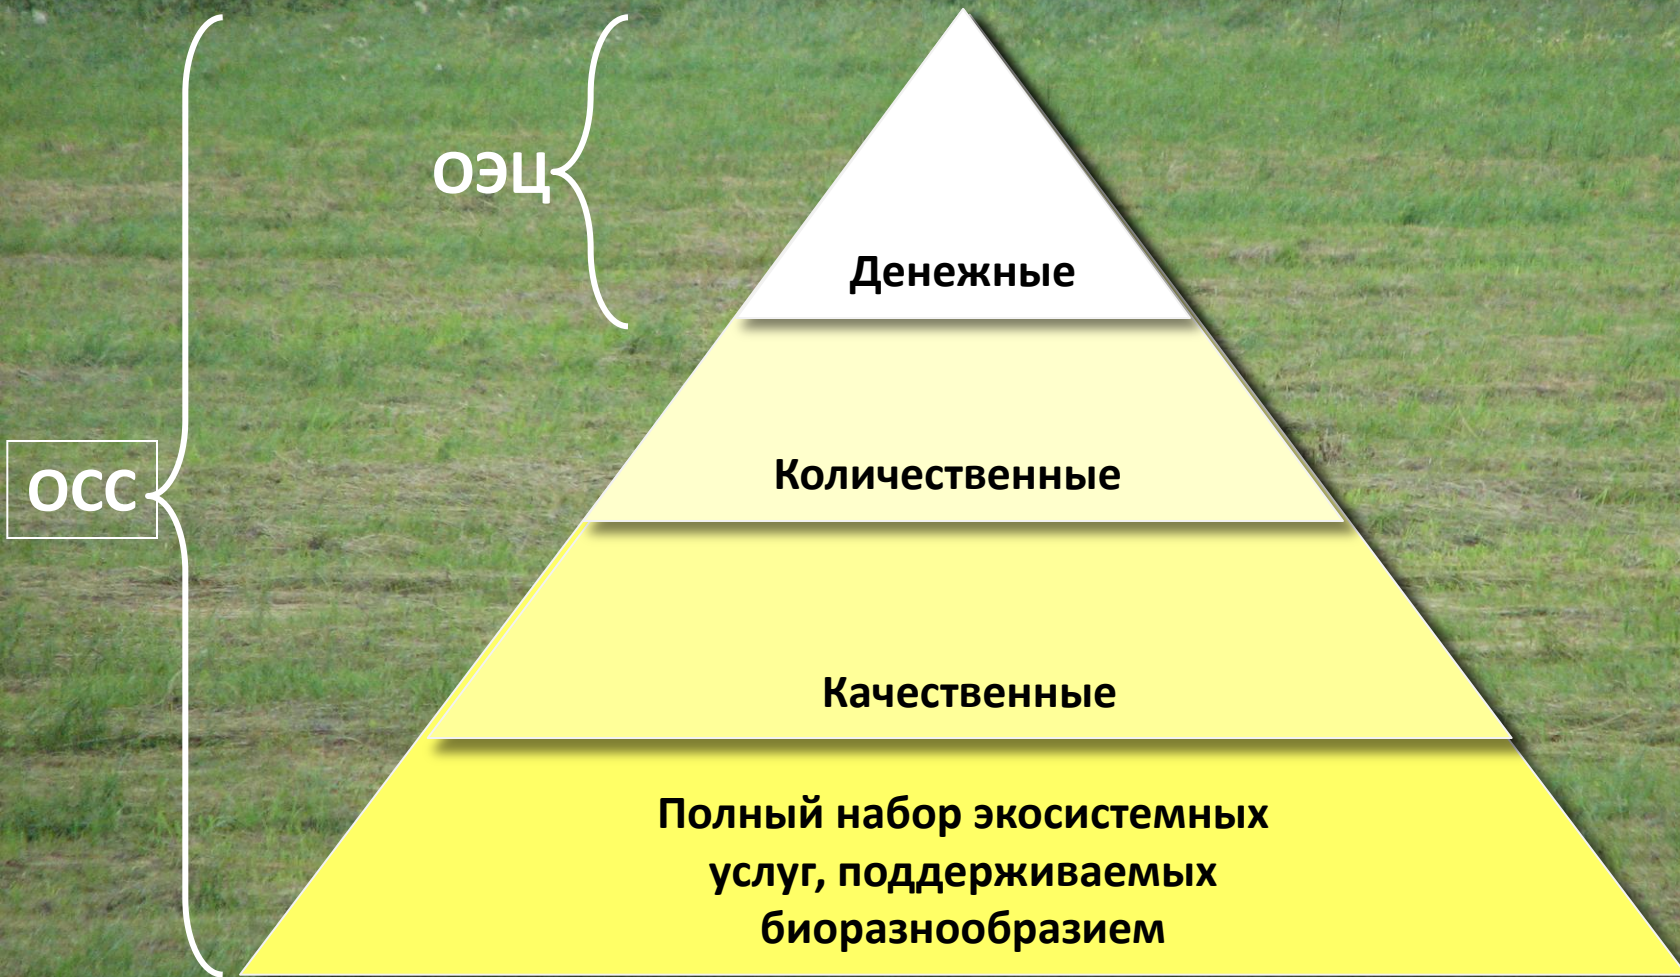 ОЭЦ
Денежные
Количественные
ОСС
Качественные
Полный набор экосистемных
услуг, поддерживаемых
биоразнообразием